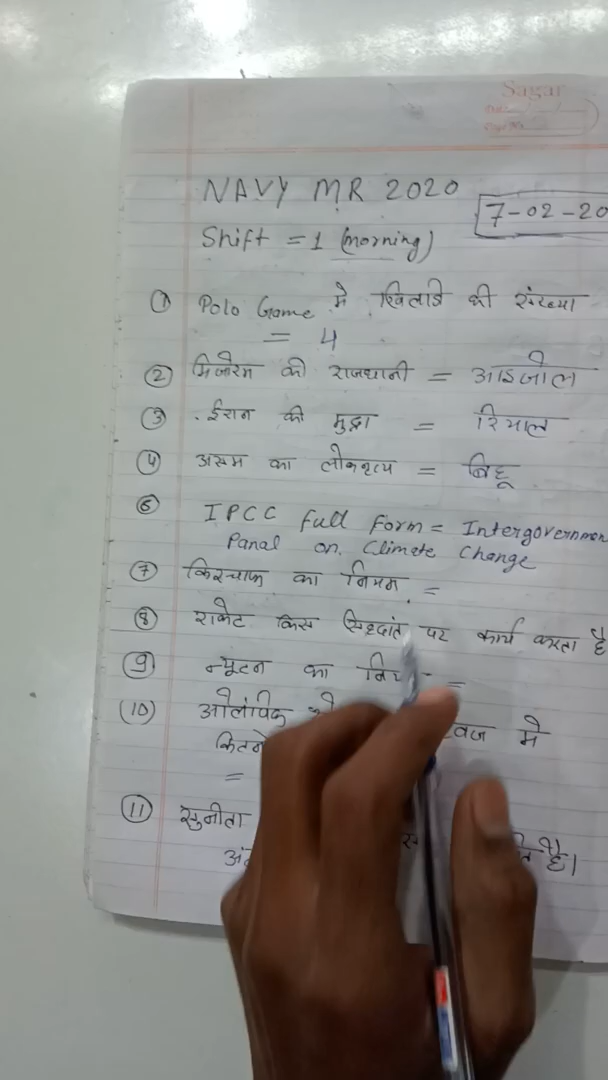 Sagar
NAVY MR 2020
7-02-20
Shift = 1 (morning)
① Polo Game मे खिलाडी की संख्या
= 4
② मिजोरम की राजधानी = आइजोल
③ ईरान की मुद्रा = रियाल
④ असम का लोकनृत्य = बिहू
⑥ IPCC Full Form = Intergovernmen
Panal on. Climate Change
⑦ किरचाफ का नियम =
⑧ राकेट किस सिद्दांत पर कार्य करता है
⑨ न्यूटन का =
(10) ओलंपिक मे
कितने
=
⑪ सुनीता
है।